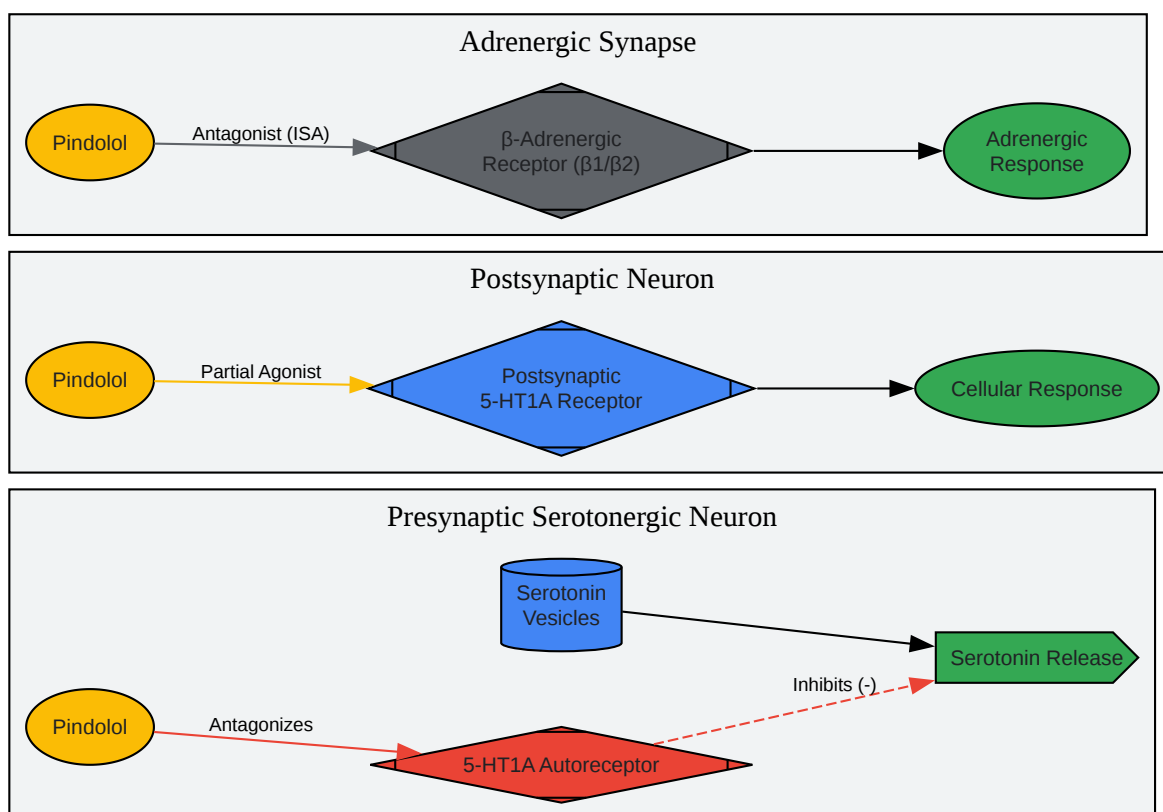 Adrenergic Synapse
Pindolol
Antagonist (ISA)
β-Adrenergic
Receptor (β1/β2)
Adrenergic
Response
Postsynaptic Neuron
Pindolol
Partial Agonist
Postsynaptic
5-HT1A Receptor
Cellular Response
Presynaptic Serotonergic Neuron
Serotonin
Vesicles
Serotonin Release
Inhibits (-)
Pindolol
Antagonizes
5-HT1A Autoreceptor